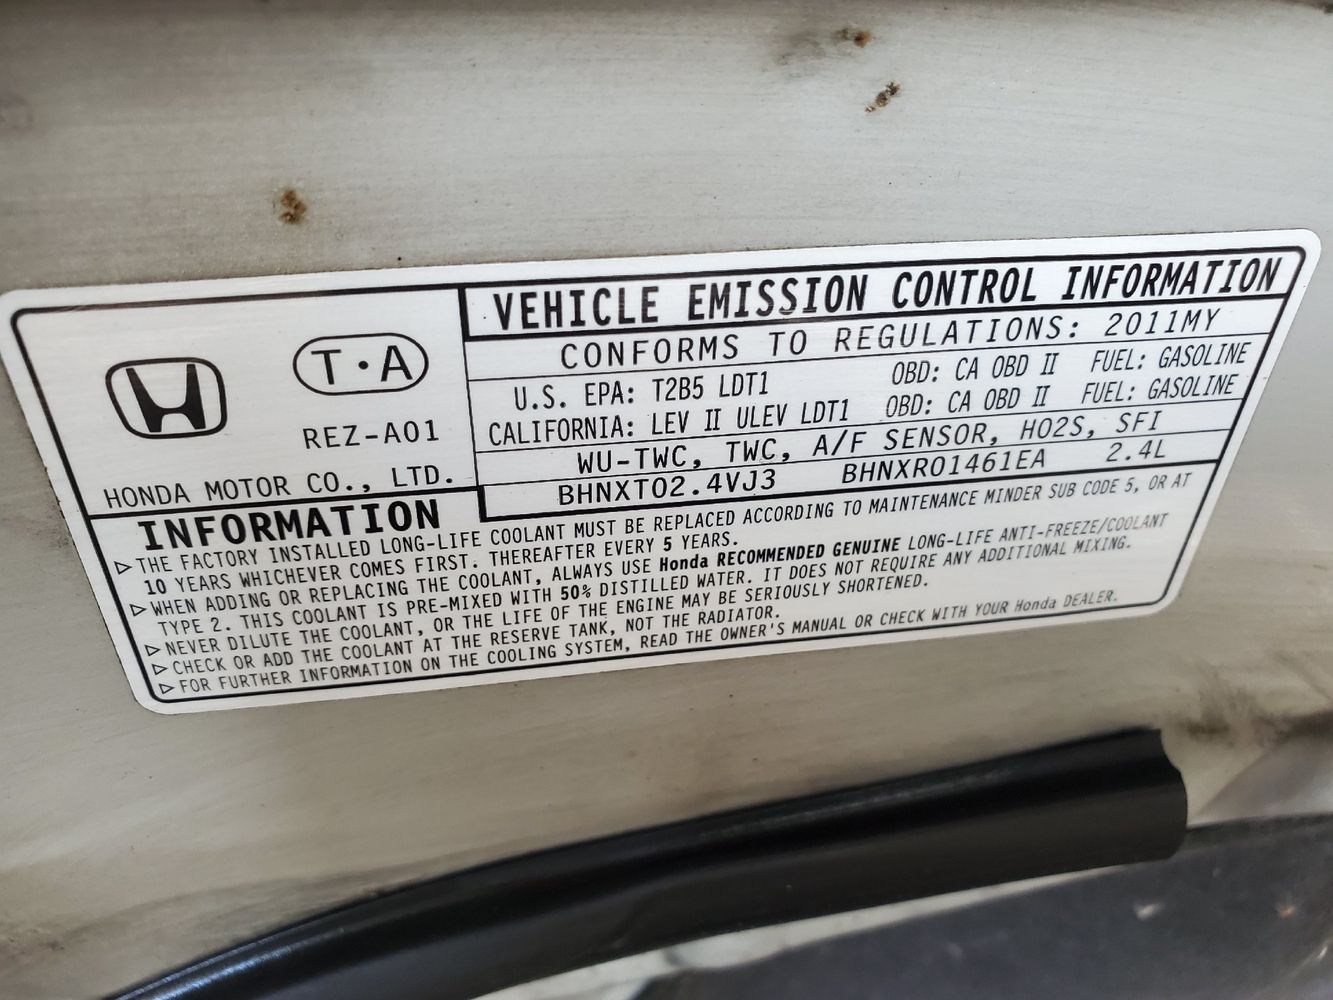 T·A
REZ-A01
HONDA MOTOR CO., LTD.
VEHICLE EMISSION CONTROL INFORMATION
CONFORMS TO REGULATIONS: 2011MY
U.S. EPA: T2B5 LDT1 OBD: CA OBD II FUEL: GASOLINE
CALIFORNIA: LEV II ULEV LDT1 OBD: CA OBD II FUEL: GASOLINE
WU-TWC, TWC, A/F SENSOR, HO2S, SFI
BHNXT02.4VJ3 BHNXR01461EA 2.4L
INFORMATION
▷ THE FACTORY INSTALLED LONG-LIFE COOLANT MUST BE REPLACED ACCORDING TO MAINTENANCE MINDER SUB CODE 5, OR AT
10 YEARS WHICHEVER COMES FIRST. THEREAFTER EVERY 5 YEARS.
▷ WHEN ADDING OR REPLACING THE COOLANT, ALWAYS USE Honda RECOMMENDED GENUINE LONG-LIFE ANTI-FREEZE/COOLANT
TYPE 2. THIS COOLANT IS PRE-MIXED WITH 50% DISTILLED WATER. IT DOES NOT REQUIRE ANY ADDITIONAL MIXING.
▷ NEVER DILUTE THE COOLANT, OR THE LIFE OF THE ENGINE MAY BE SERIOUSLY SHORTENED.
▷ CHECK OR ADD THE COOLANT AT THE RESERVE TANK, NOT THE RADIATOR.
▷ FOR FURTHER INFORMATION ON THE COOLING SYSTEM, READ THE OWNER'S MANUAL OR CHECK WITH YOUR Honda DEALER.